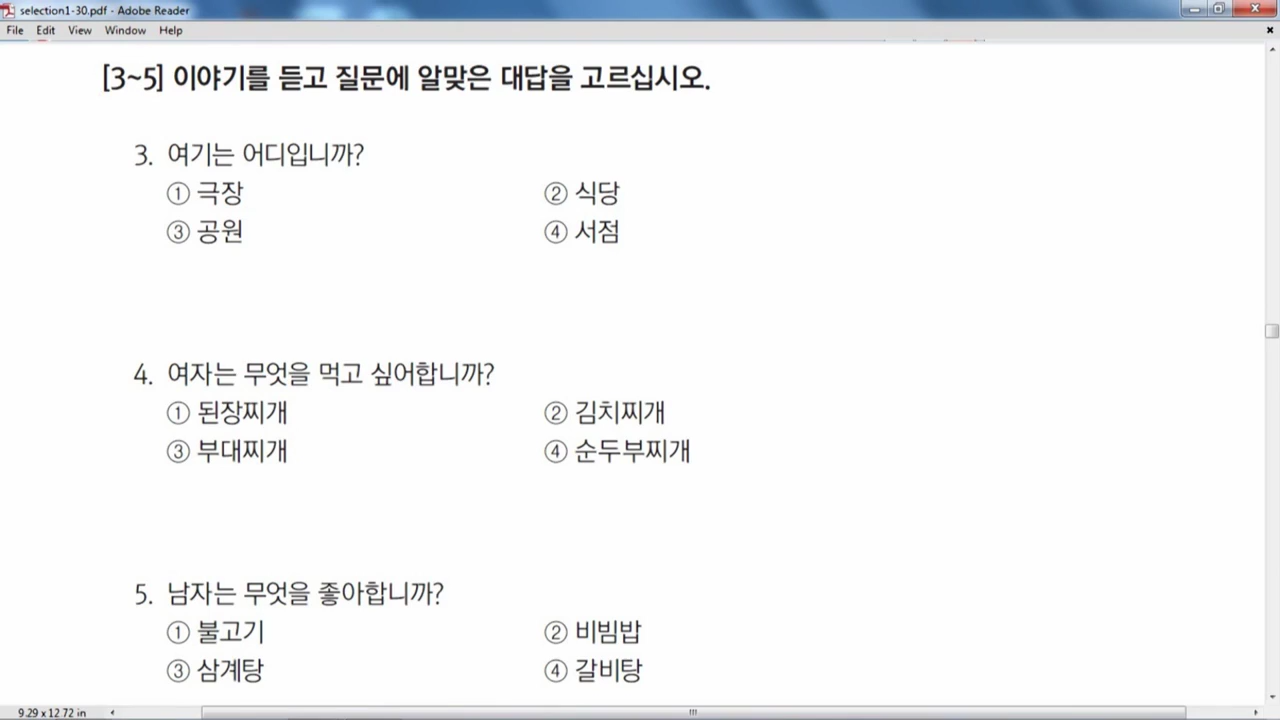 selection1-30.pdf - Adobe Reader
File Edit View Window Help
[3~5] 이야기를 듣고 질문에 알맞은 대답을 고르십시오.
3. 여기는 어디입니까?
① 극장 ② 식당
③ 공원 ④ 서점
4. 여자는 무엇을 먹고 싶어합니까?
① 된장찌개 ② 김치찌개
③ 부대찌개 ④ 순두부찌개
5. 남자는 무엇을 좋아합니까?
① 불고기 ② 비빔밥
③ 삼계탕 ④ 갈비탕
9.29 x 12.72 in